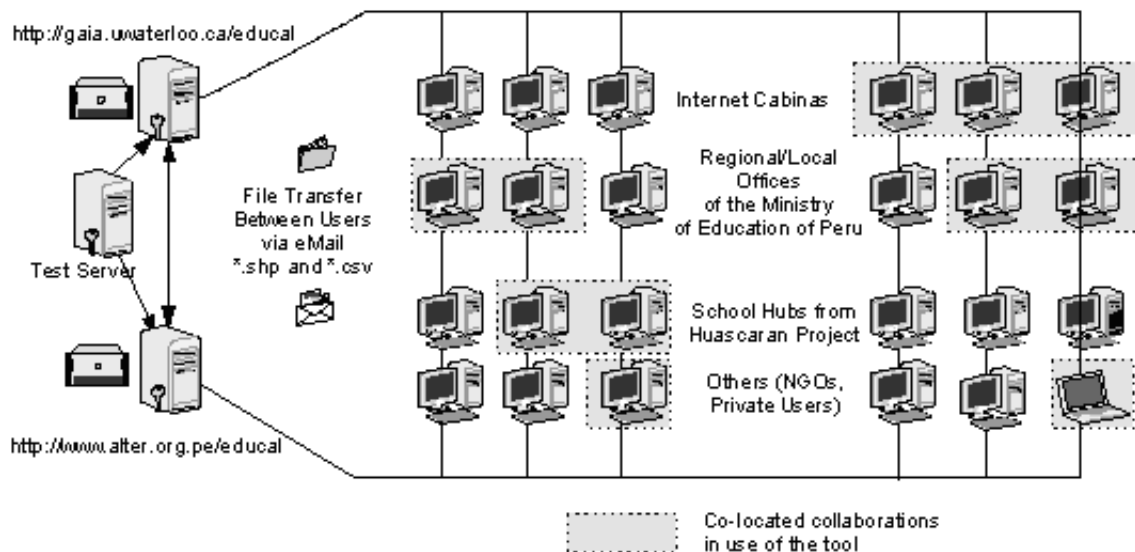 http://gaia.uwaterloo.ca/educal
Internet Cabinas
Regional/Local
Offices
of the Ministry
of Education of Peru
File Transfer
Between Users
via eMail
*.shp and *.csv
Test Server
School Hubs from
Huascaran Project
Others (NGOs,
Private Users)
http://www.alter.org.pe/educal
Co-located collaborations
in use of the tool